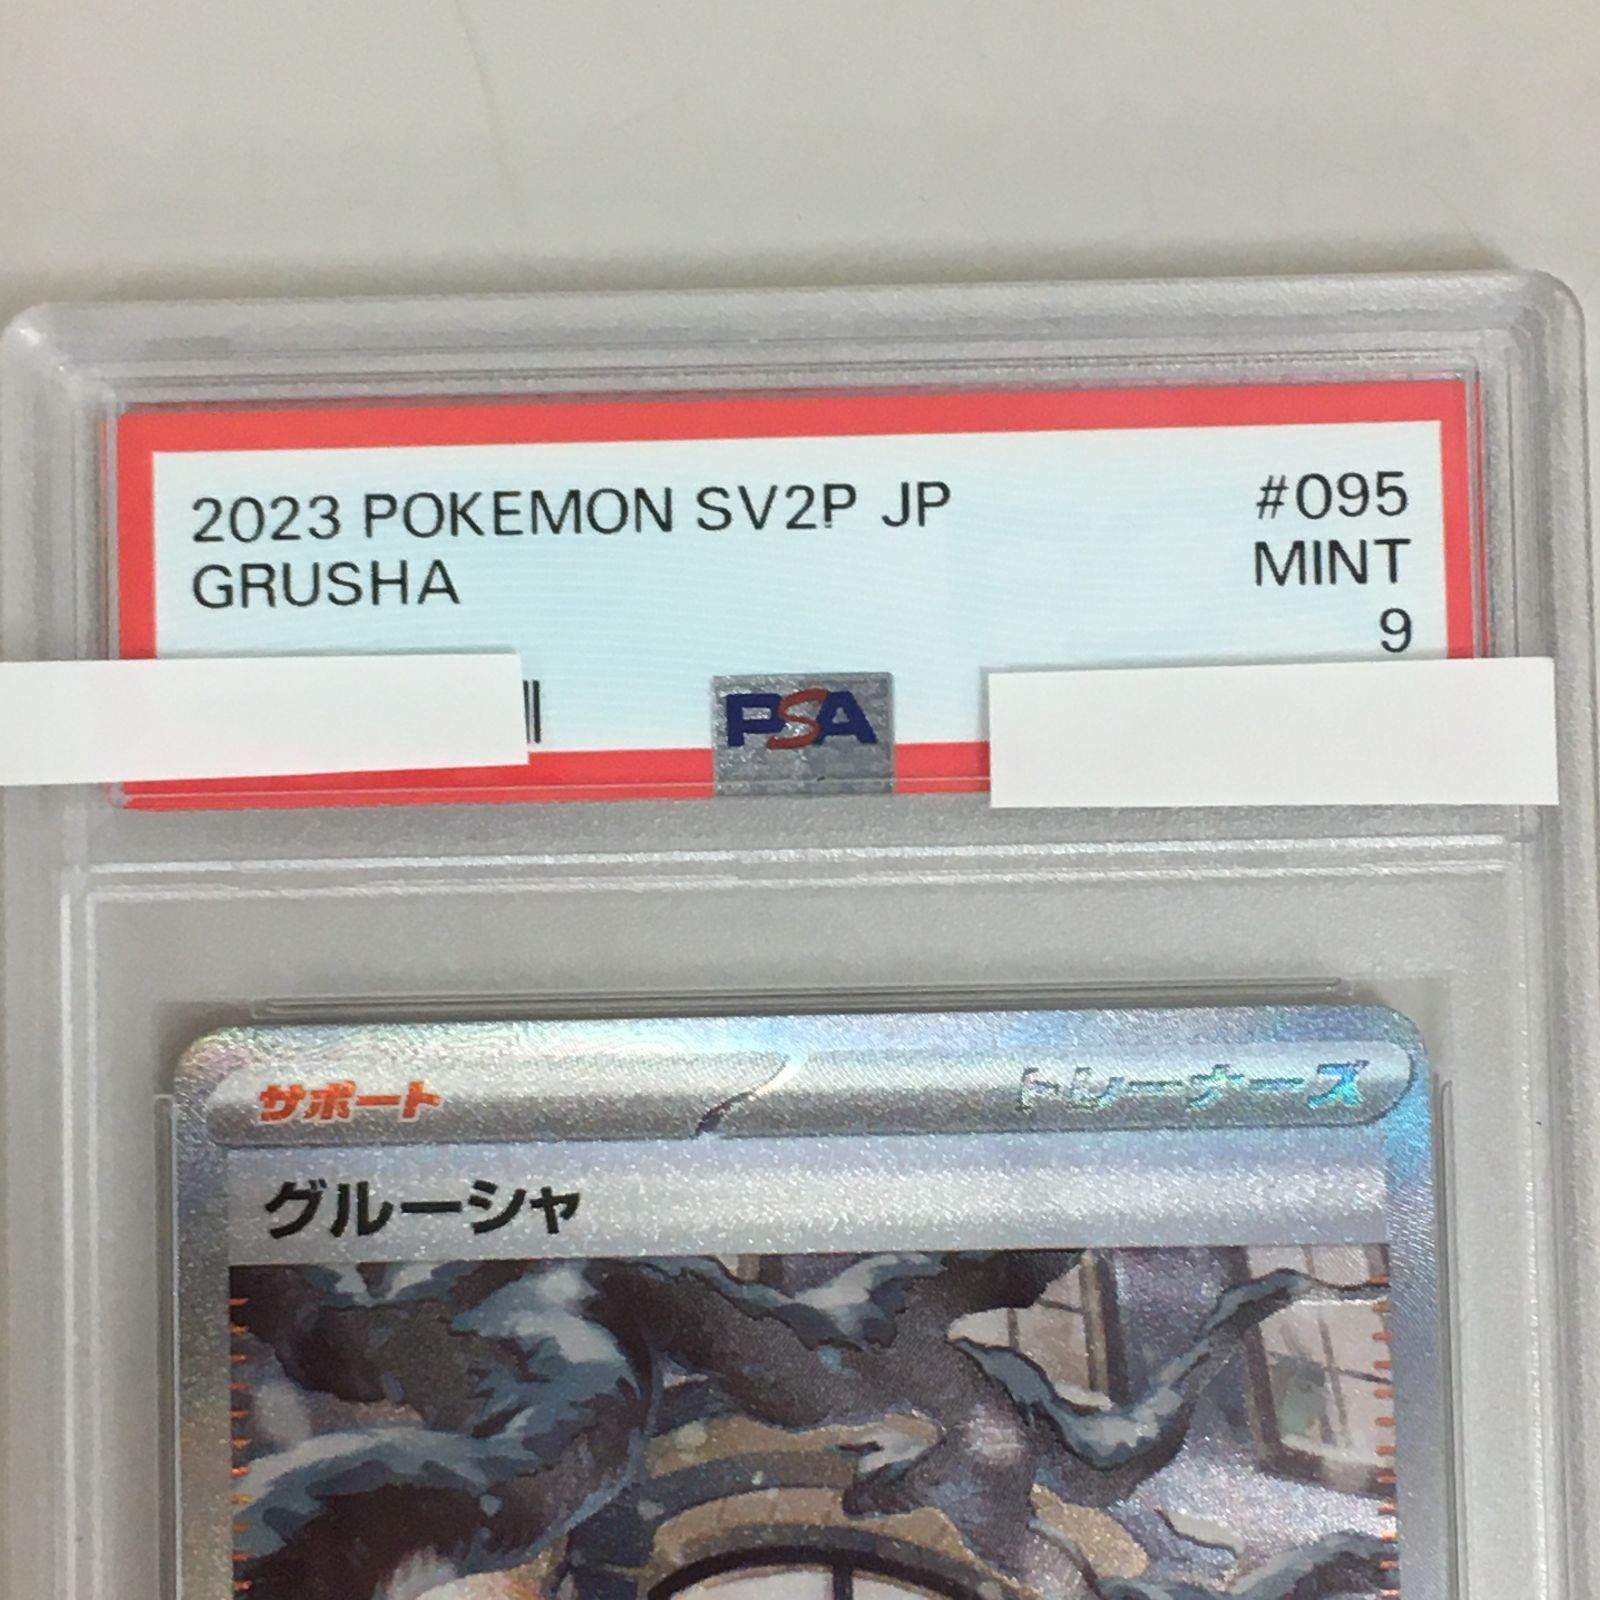 2023 POKEMON SV2P JP #095
GRUSHA MINT
9
PSA
サポート トレーナーズ
グルーシャ